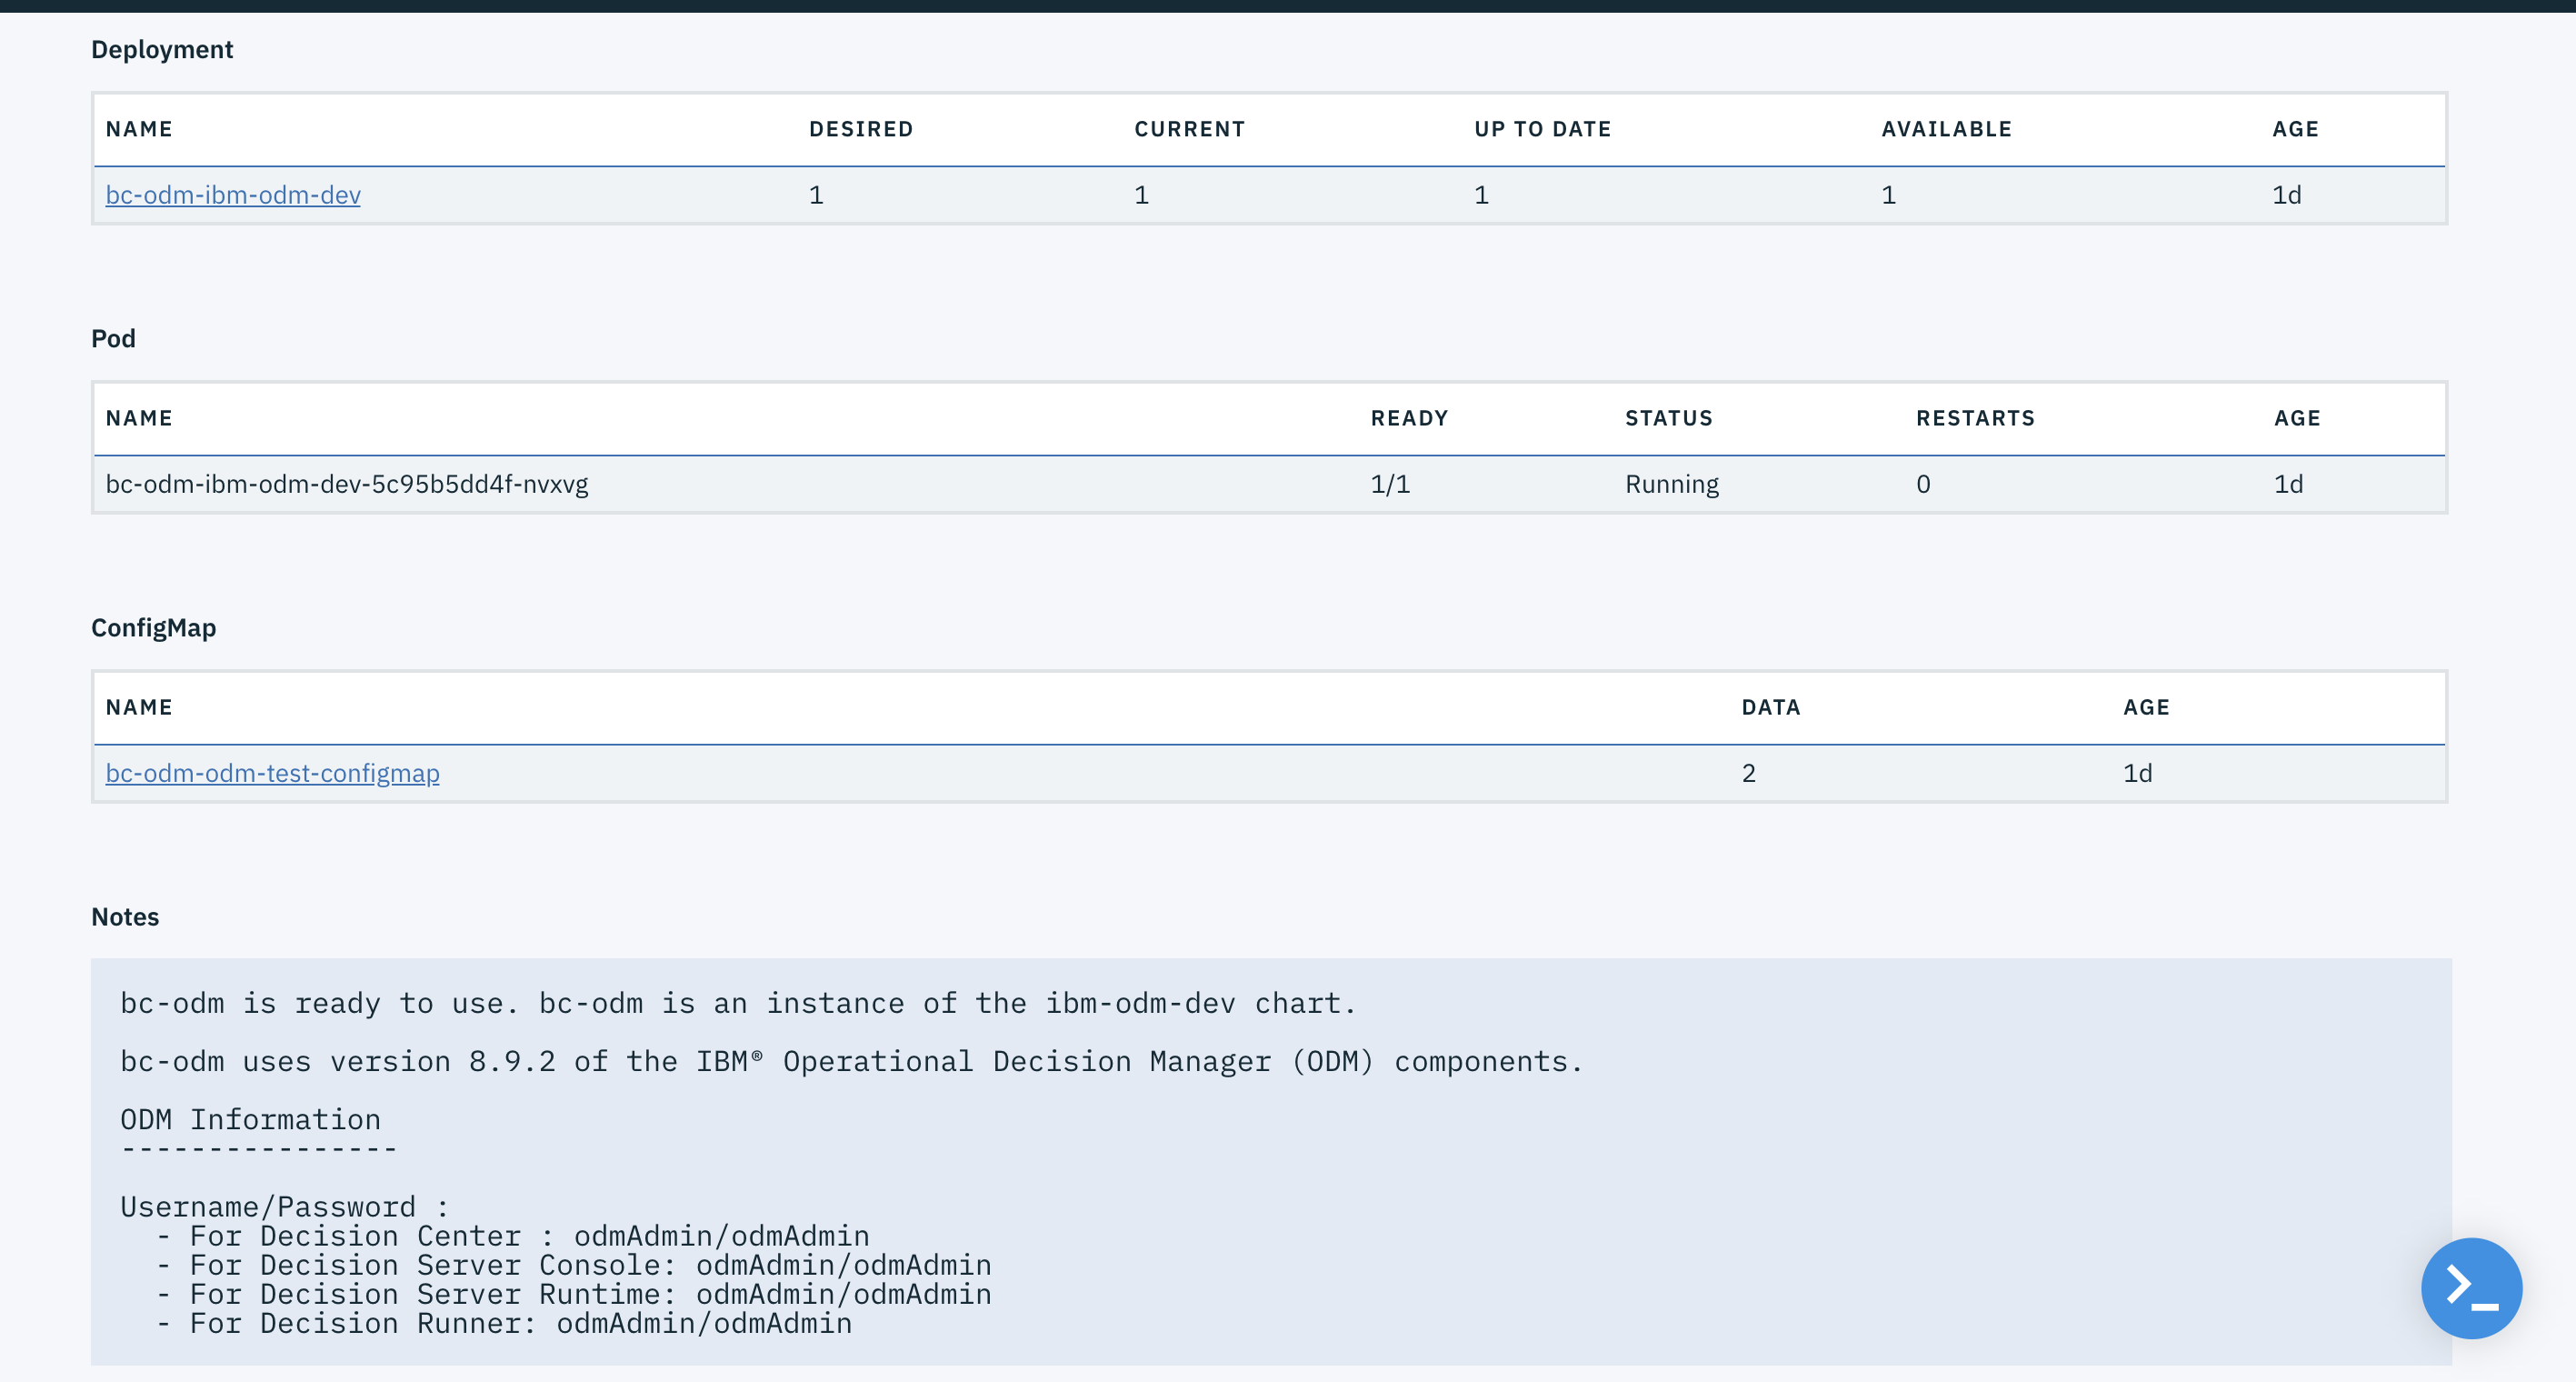 Deployment
NAME DESIRED CURRENT UP TO DATE AVAILABLE AGE
bc-odm-ibm-odm-dev 1 1 1 1 1d
Pod
NAME READY STATUS RESTARTS AGE
bc-odm-ibm-odm-dev-5c95b5dd4f-nvxvg 1/1 Running 0 1d
ConfigMap
NAME DATA AGE
bc-odm-odm-test-configmap 2 1d
Notes
bc-odm is ready to use. bc-odm is an instance of the ibm-odm-dev chart.
bc-odm uses version 8.9.2 of the IBM® Operational Decision Manager (ODM) components.
ODM Information
----------------
Username/Password :
- For Decision Center : odmAdmin/odmAdmin
- For Decision Server Console: odmAdmin/odmAdmin
- For Decision Server Runtime: odmAdmin/odmAdmin
- For Decision Runner: odmAdmin/odmAdmin